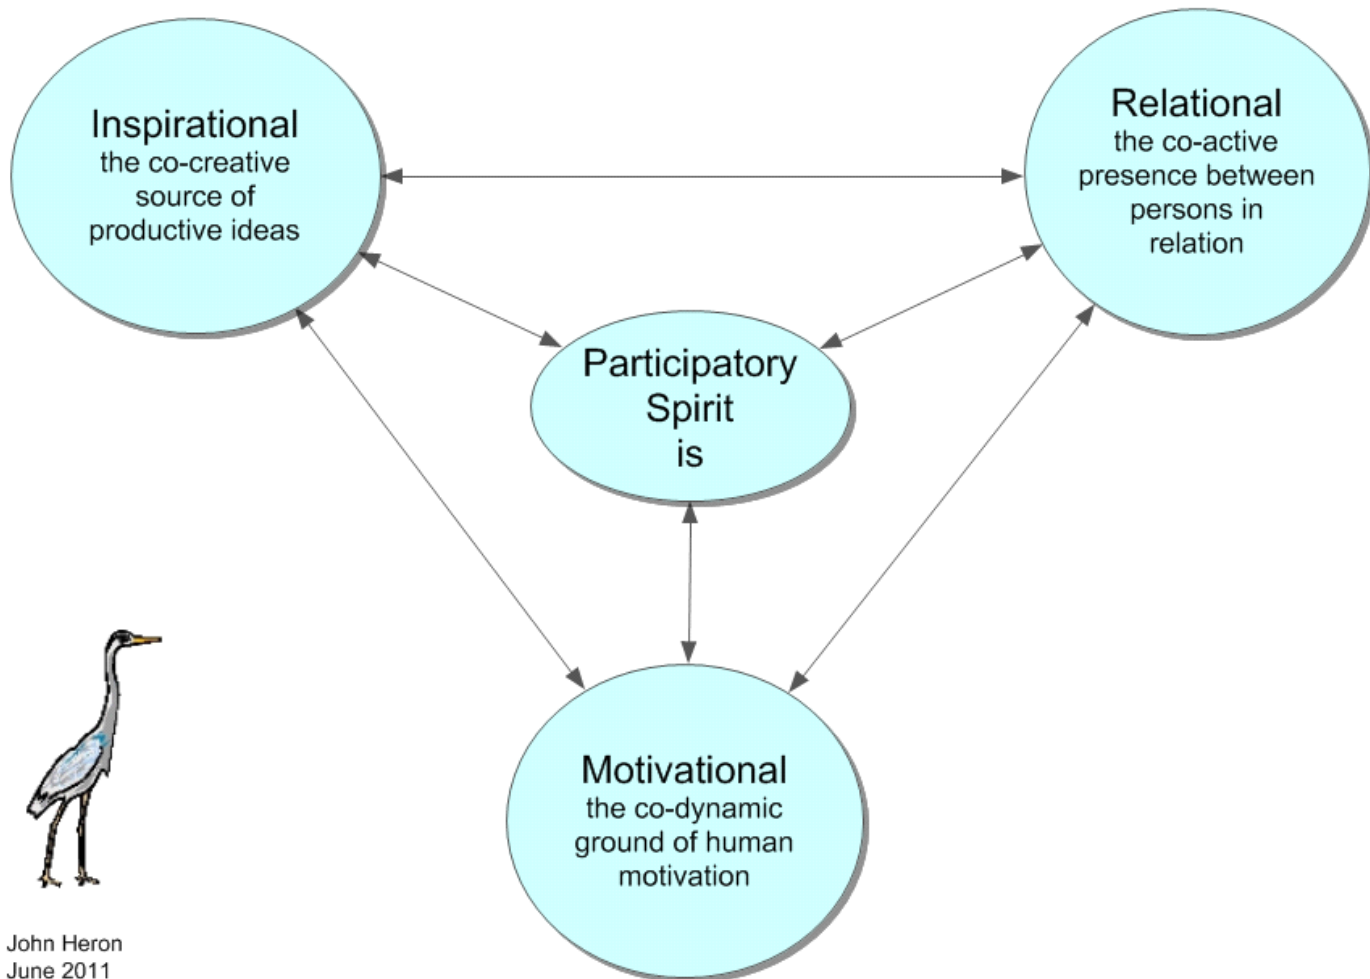 Inspirational
the co-creative
source of
productive ideas
Relational
the co-active
presence between
persons in
relation
Participatory
Spirit
is
Motivational
the co-dynamic
ground of human
motivation
John Heron
June 2011